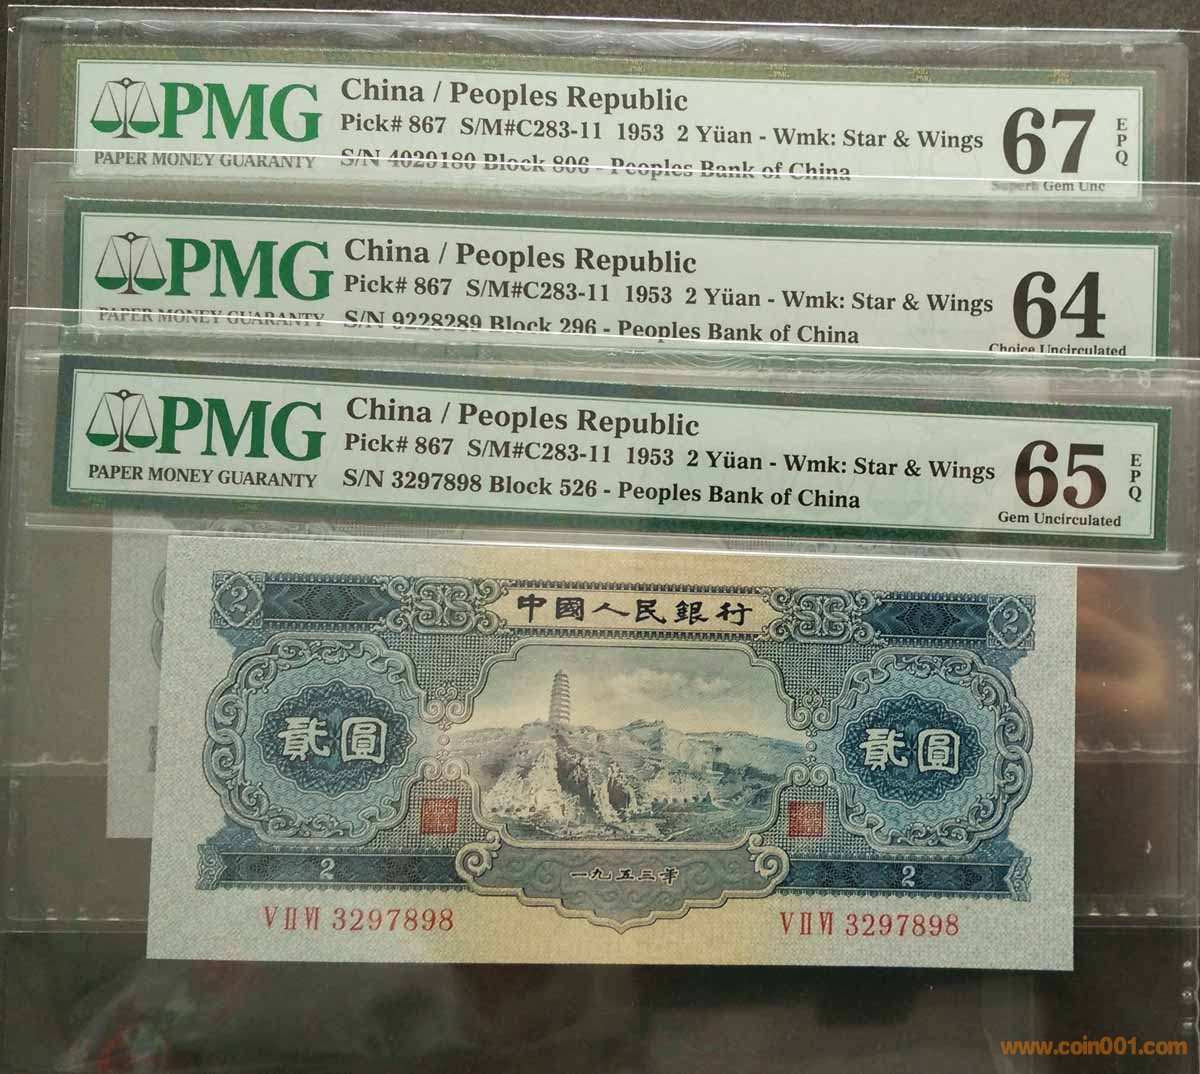 PMG
PAPER MONEY GUARANTY
China / Peoples Republic
Pick# 867 S/M#C283-11 1953 2 Yüan - Wmk: Star & Wings
S/N 4029180 Block 806 - Peoples Bank of China
67
EPQ
Superb Gem Unc
PMG
PAPER MONEY GUARANTY
China / Peoples Republic
Pick# 867 S/M#C283-11 1953 2 Yüan - Wmk: Star & Wings
S/N 9228289 Block 296 - Peoples Bank of China
64
Choice Uncirculated
PMG
PAPER MONEY GUARANTY
China / Peoples Republic
Pick# 867 S/M#C283-11 1953 2 Yüan - Wmk: Star & Wings
S/N 3297898 Block 526 - Peoples Bank of China
65
EPQ
Gem Uncirculated
2
中國人民銀行
2
貳圓
貳圓
2
一九五三年
2
V II VI 3297898
V II VI 3297898
www.coin001.com